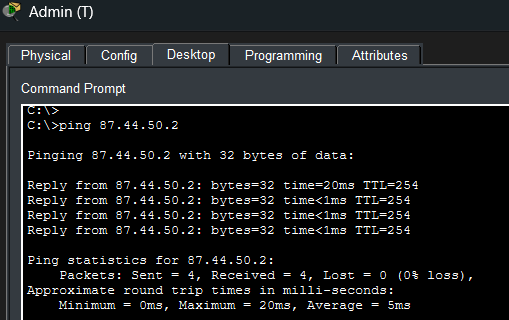 Admin (T)
Physical Config Desktop Programming Attributes
Command Prompt
C:\>
C:\>ping 87.44.50.2
Pinging 87.44.50.2 with 32 bytes of data:
Reply from 87.44.50.2: bytes=32 time=20ms TTL=254
Reply from 87.44.50.2: bytes=32 time<1ms TTL=254
Reply from 87.44.50.2: bytes=32 time<1ms TTL=254
Reply from 87.44.50.2: bytes=32 time<1ms TTL=254
Ping statistics for 87.44.50.2:
Packets: Sent = 4, Received = 4, Lost = 0 (0% loss),
Approximate round trip times in milli-seconds:
Minimum = 0ms, Maximum = 20ms, Average = 5ms